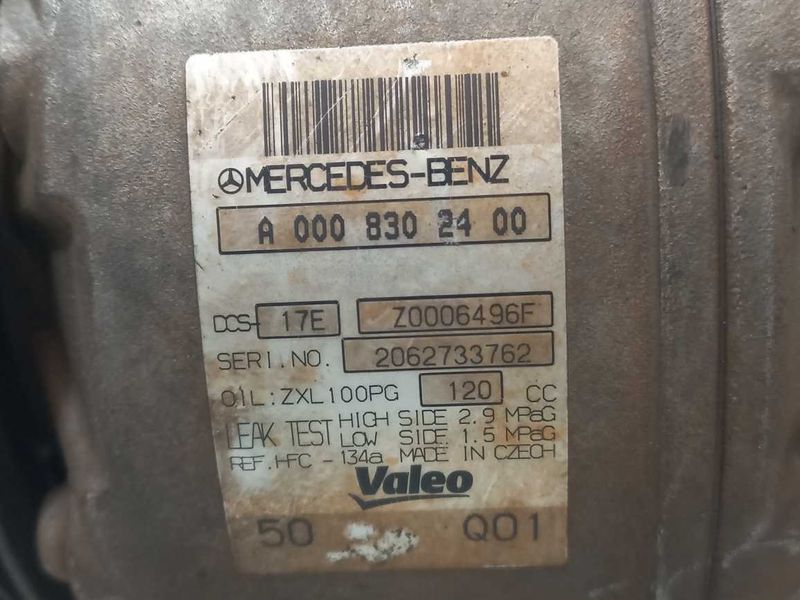 MERCEDES-BENZ
A 000 830 24 00
DCS- 17E Z0006496F
SERI.NO. 2062733762
OIL:ZXL100PG 120 CC
LEAK TEST HIGH SIDE 2.9 MPaG
LOW SIDE 1.5 MPaG
REF.HFC - 134a MADE IN CZECH
Valeo
50 Q01